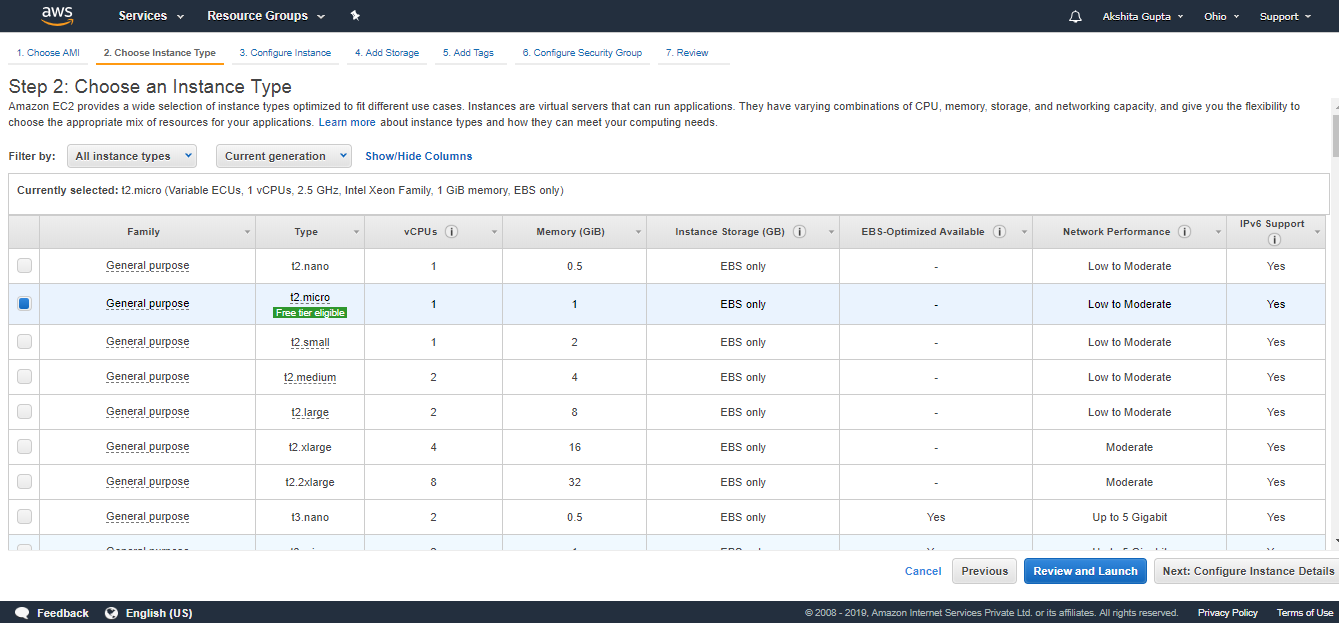 aws Services Resource Groups Akshita Gupta Ohio Support
1. Choose AMI 2. Choose Instance Type 3. Configure Instance 4. Add Storage 5. Add Tags 6. Configure Security Group 7. Review
Step 2: Choose an Instance Type
Amazon EC2 provides a wide selection of instance types optimized to fit different use cases. Instances are virtual servers that can run applications. They have varying combinations of CPU, memory, storage, and networking capacity, and give you the flexibility to
choose the appropriate mix of resources for your applications. Learn more about instance types and how they can meet your computing needs.
Filter by: All instance types Current generation Show/Hide Columns
Currently selected: t2.micro (Variable ECUs, 1 vCPUs, 2.5 GHz, Intel Xeon Family, 1 GiB memory, EBS only)
Family Type vCPUs Memory (GiB) Instance Storage (GB) EBS-Optimized Available Network Performance IPv6 Support
General purpose t2.nano 1 0.5 EBS only - Low to Moderate Yes
General purpose t2.micro 1 1 EBS only - Low to Moderate Yes
Free tier eligible
General purpose t2.small 1 2 EBS only - Low to Moderate Yes
General purpose t2.medium 2 4 EBS only - Low to Moderate Yes
General purpose t2.large 2 8 EBS only - Low to Moderate Yes
General purpose t2.xlarge 4 16 EBS only - Moderate Yes
General purpose t2.2xlarge 8 32 EBS only - Moderate Yes
General purpose t3.nano 2 0.5 EBS only Yes Up to 5 Gigabit Yes
Cancel Previous Review and Launch Next: Configure Instance Details
Feedback English (US) © 2008 - 2019, Amazon Internet Services Private Ltd. or its affiliates. All rights reserved. Privacy Policy Terms of Use